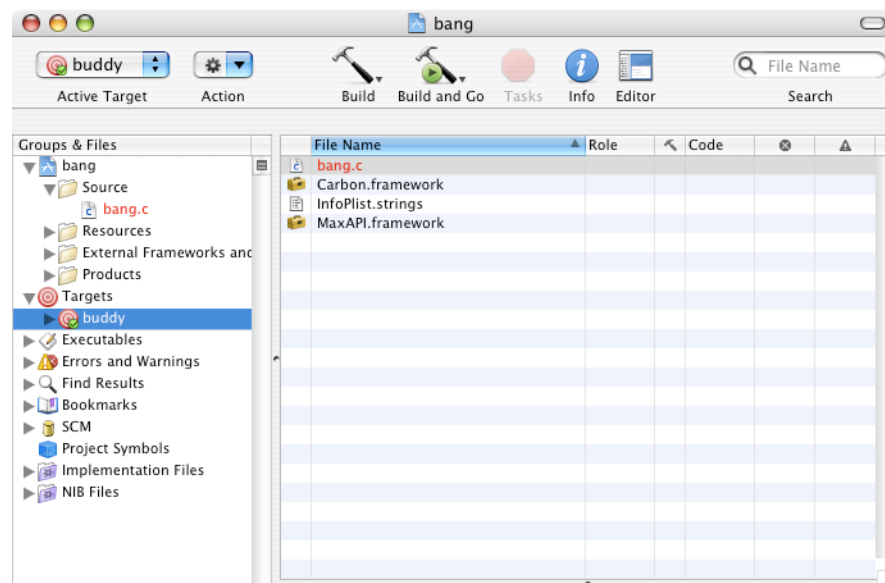 bang
buddy
Active Target
Action
Build
Build and Go
Tasks
Info
Editor
File Name
Search
Groups & Files
bang
Source
bang.c
Resources
External Frameworks and
Products
Targets
buddy
Executables
Errors and Warnings
Find Results
Bookmarks
SCM
Project Symbols
Implementation Files
NIB Files
File Name Role Code
bang.c
Carbon.framework
InfoPlist.strings
MaxAPI.framework